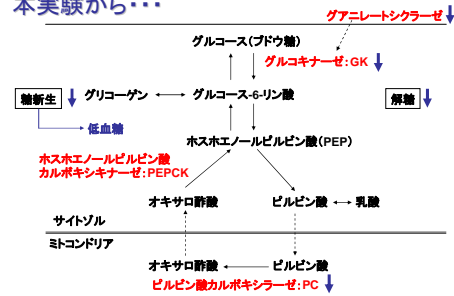 本実験から・・・
グアニレートシクラーゼ
グルコース(ブドウ糖)
グルコキナーゼ:GK
糖新生 グリコーゲン グルコース-6-リン酸 解糖
低血糖
ホスホエノールピルビン酸(PEP)
ホスホエノールピルビン酸
カルボキシキナーゼ:PEPCK
オキサロ酢酸 ピルビン酸 乳酸
サイトゾル
ミトコンドリア
オキサロ酢酸 ピルビン酸
ピルビン酸カルボキシラーゼ:PC